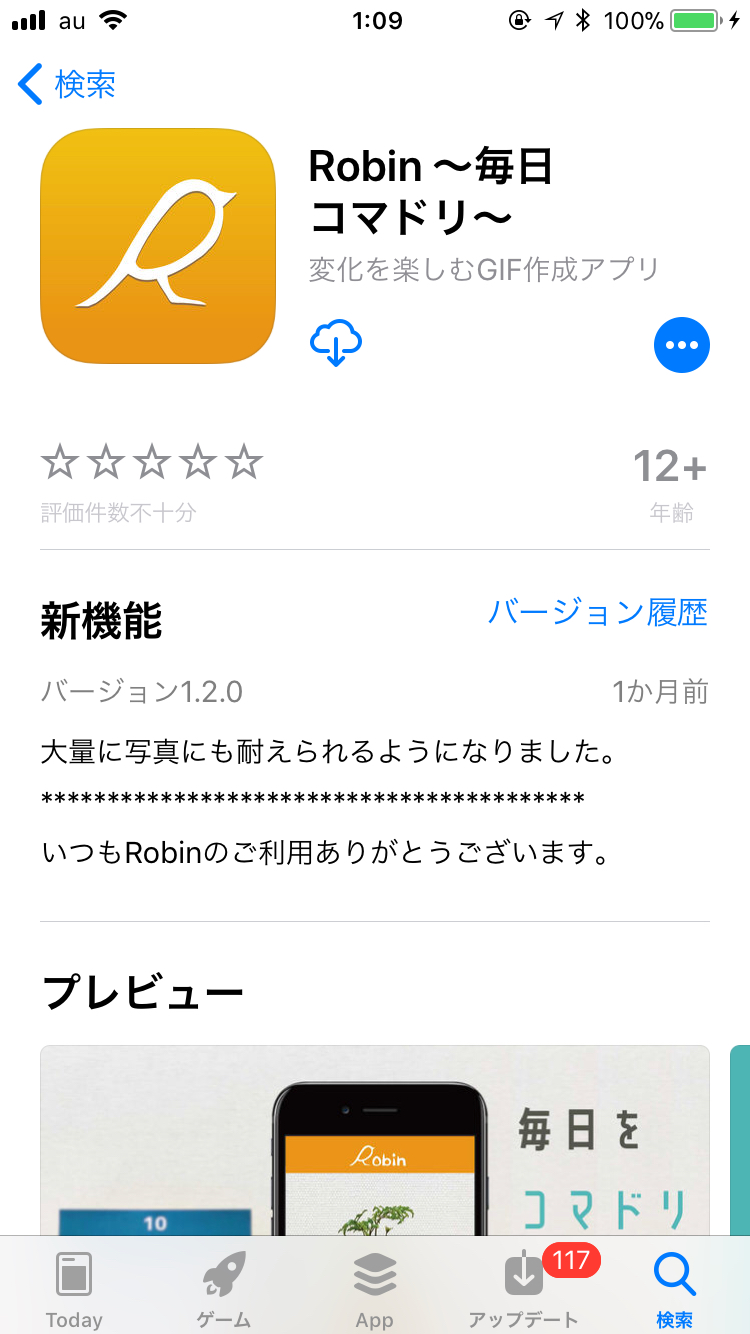 au 1:09 100%
検索
Robin 〜毎日
コマドリ〜
変化を楽しむGIF作成アプリ
12+
評価件数不十分 年齢
新機能 バージョン履歴
バージョン1.2.0 1か月前
大量に写真にも耐えられるようになりました。
*****************************************
いつもRobinのご利用ありがとうございます。
プレビュー
毎日を
Robin
コマドリ
10
117
Today ゲーム App アップデート 検索